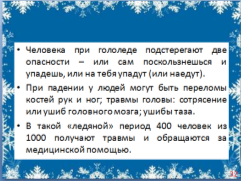 • Человека при гололеде подстерегают две
опасности – или сам поскользнешься и
упадешь, или на тебя упадут (или наедут).
• При падении у людей могут быть переломы
костей рук и ног; травмы головы: сотрясение
или ушиб головного мозга; ушибы таза.
• В такой «ледяной» период 400 человек из
1000 получают травмы и обращаются за
медицинской помощью.